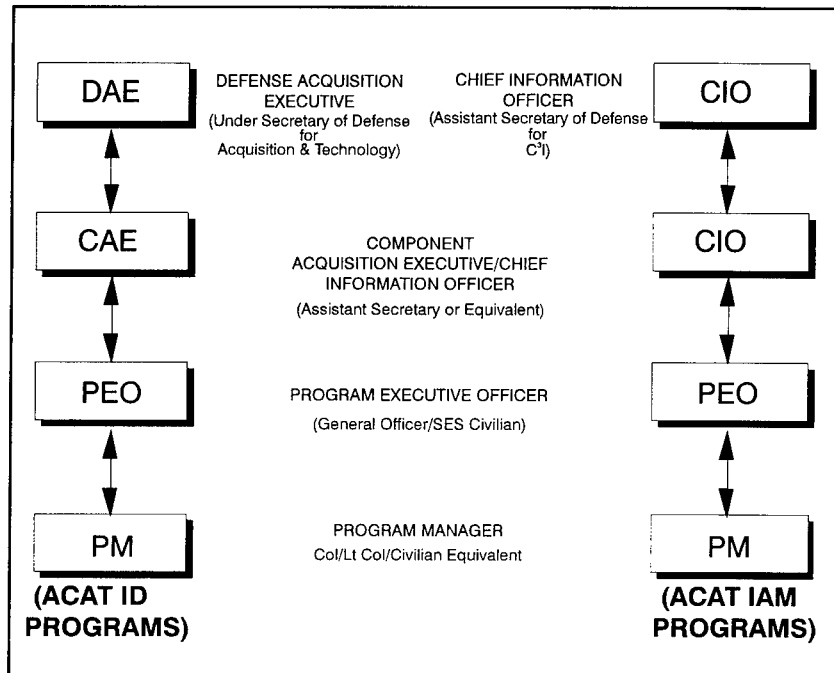 DAE
DEFENSE ACQUISITION
EXECUTIVE
(Under Secretary of Defense
for
Acquisition & Technology)
CHIEF INFORMATION
OFFICER
(Assistant Secretary of Defense
for
C³I)
CIO
CAE
COMPONENT
ACQUISITION EXECUTIVE/CHIEF
INFORMATION OFFICER
(Assistant Secretary or Equivalent)
CIO
PEO
PROGRAM EXECUTIVE OFFICER
(General Officer/SES Civilian)
PEO
PM
PROGRAM MANAGER
Col/Lt Col/Civilian Equivalent
PM
(ACAT ID
PROGRAMS)
(ACAT IAM
PROGRAMS)